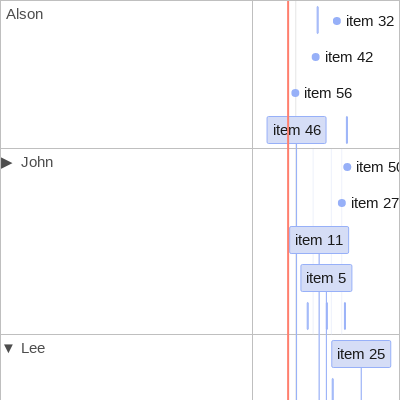 Alson
item 32
item 42
item 56
item 46
▶ John
item 50
item 27
item 11
item 5
▼ Lee
item 25